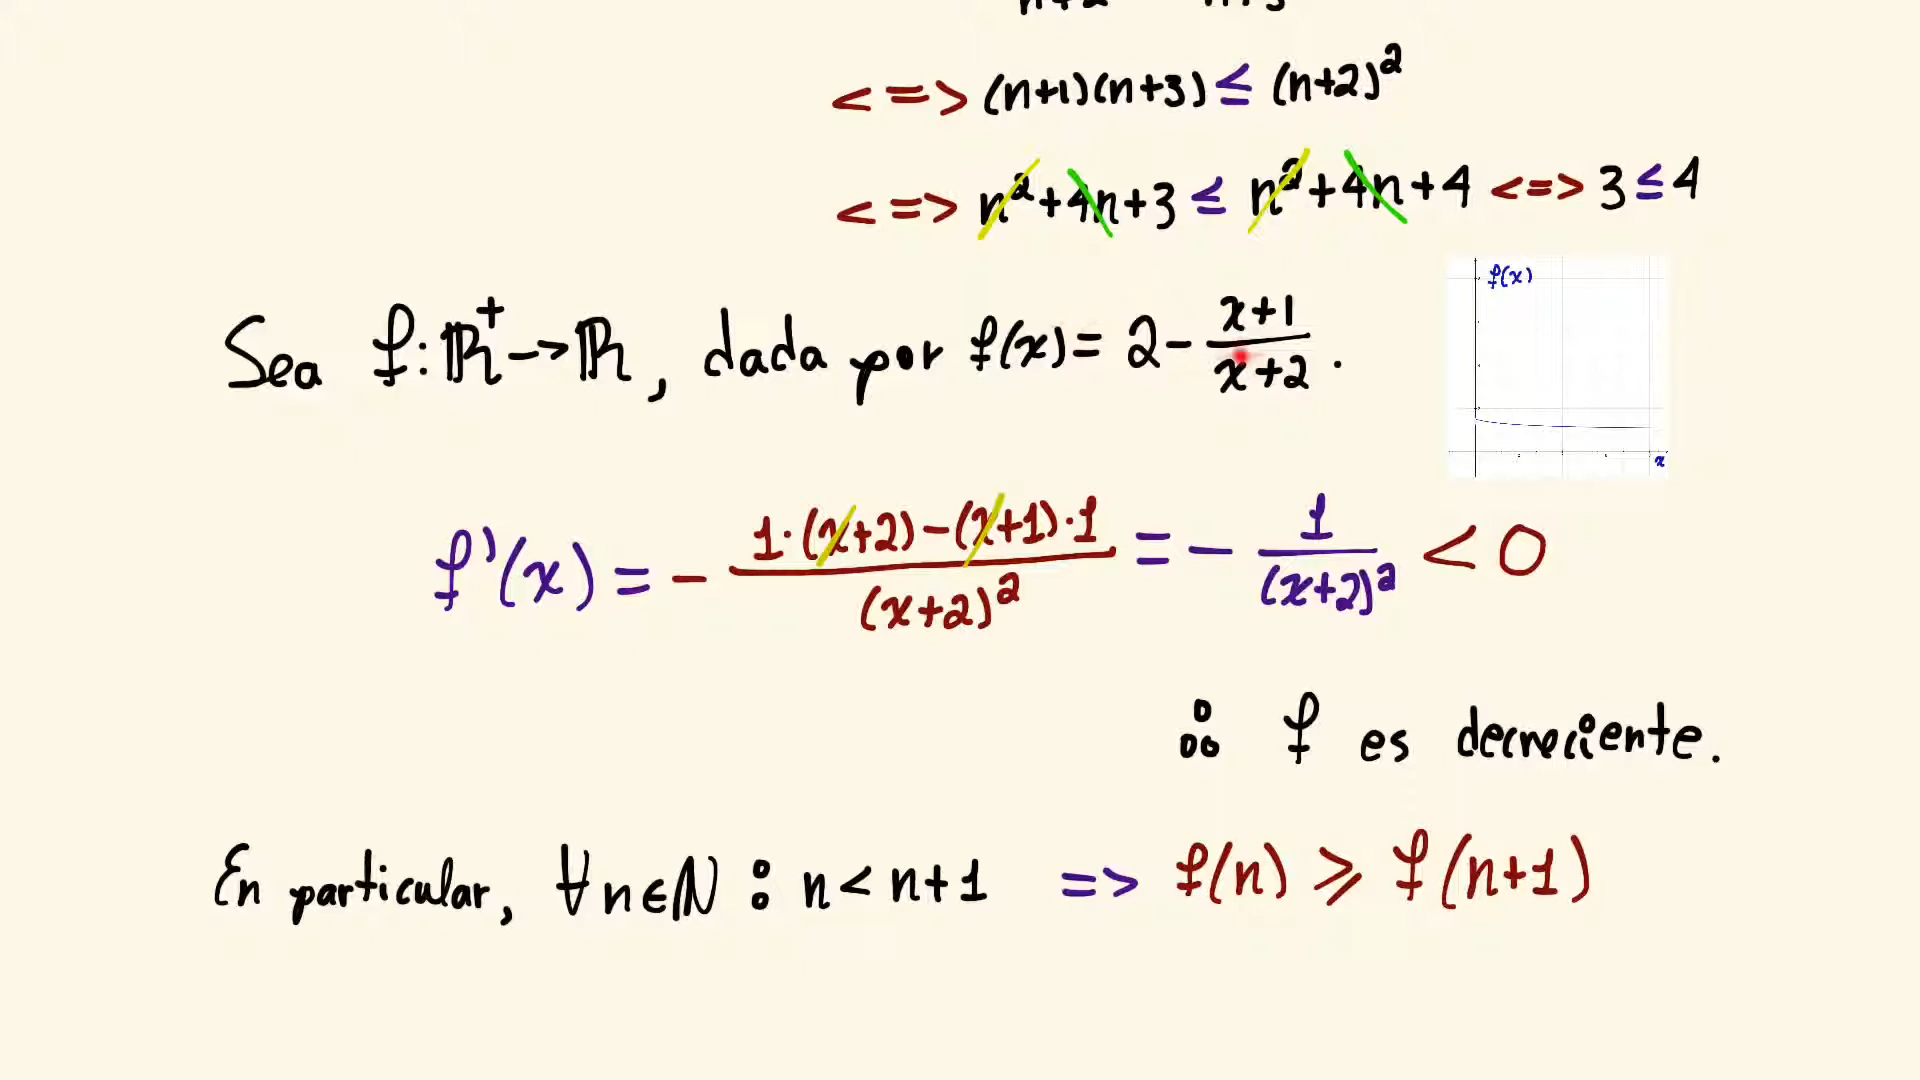 <=> (n+1)(n+3) ≤ (n+2)²
<=> n²+4n+3 ≤ n²+4n+4 <=> 3 ≤ 4
f(x)
Sea f: ℝ⁺ → ℝ, dada por f(x) = 2 - (x+1)/(x+2).
x
f'(x) = - (1·(x+2) - (x+1)·1)/(x+2)² = - 1/(x+2)² < 0
∴ f es decreciente.
En particular, ∀n∈ℕ : n < n+1 => f(n) ⩾ f(n+1)